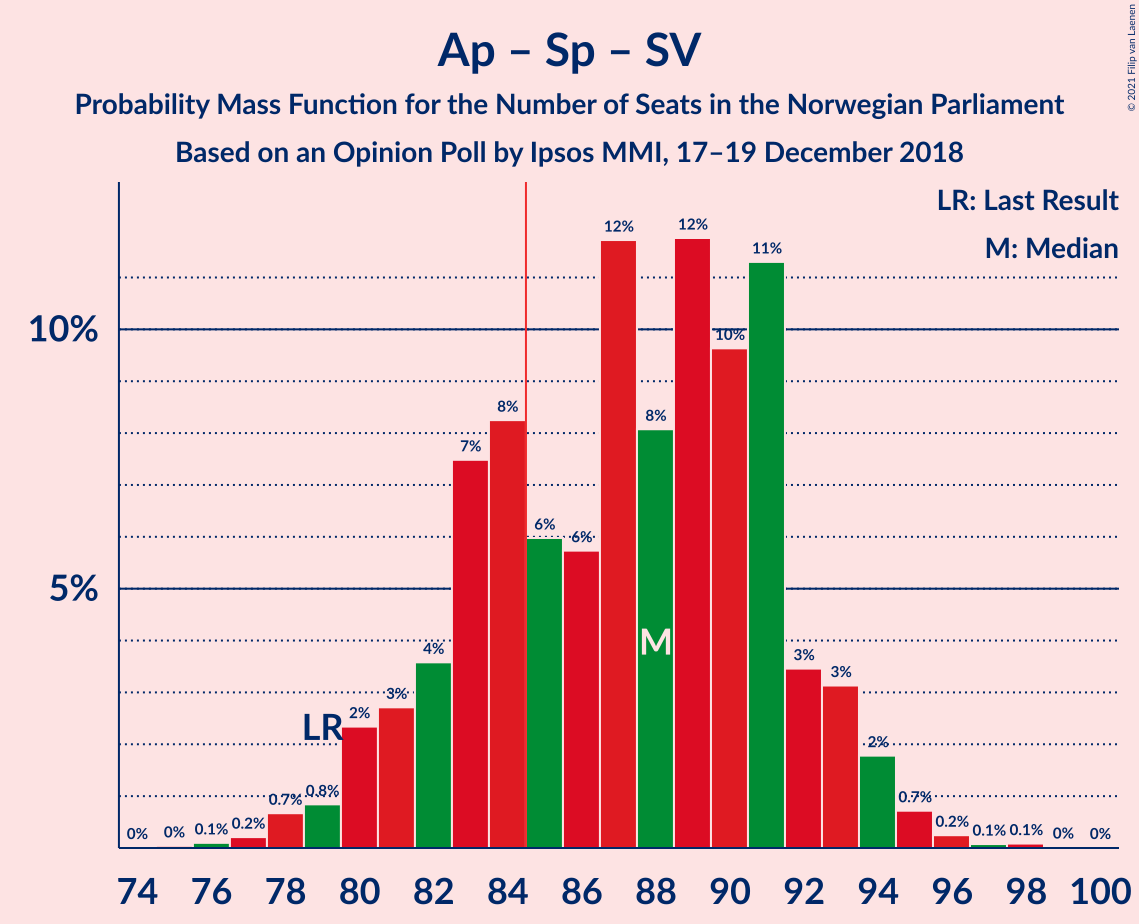 Ap – Sp – SV
Probability Mass Function for the Number of Seats in the Norwegian Parliament
Based on an Opinion Poll by Ipsos MMI, 17–19 December 2018
© 2021 Filip van Laenen
LR: Last Result
M: Median
10%
5%
0% 0% 0.1% 0.2% 0.7% 0.8% 2% 3% 4% 7% 8% 6% 6% 12% 8% 12% 10% 11% 3% 3% 2% 0.7% 0.2% 0.1% 0.1% 0% 0%
LR
M
74 76 78 80 82 84 86 88 90 92 94 96 98 100